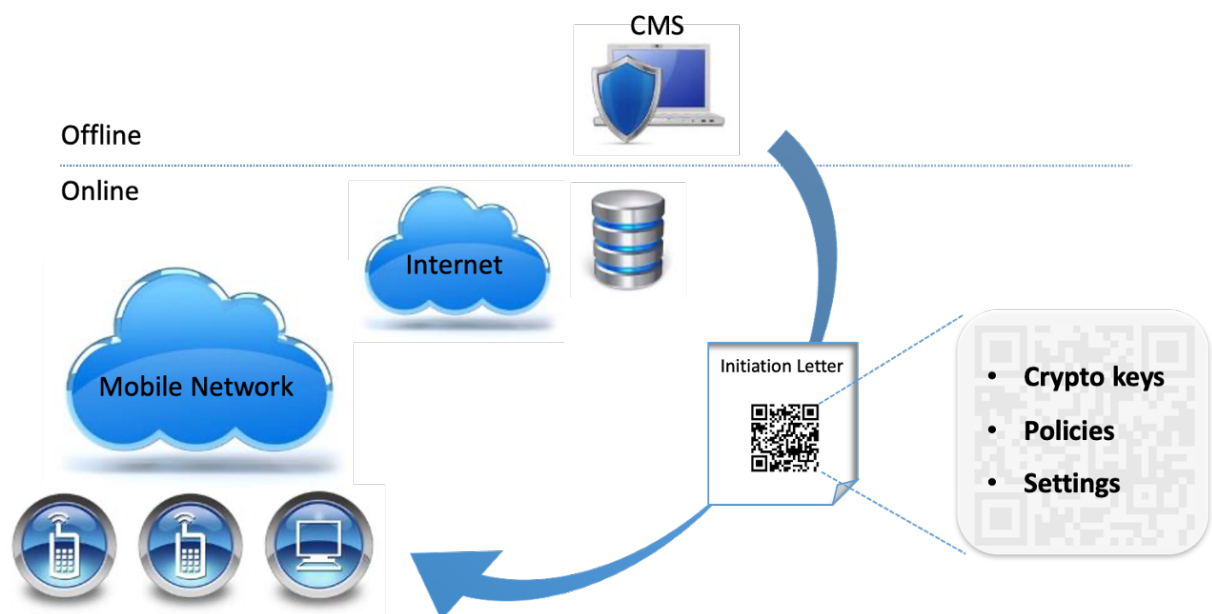 CMS
Offline
Online
Internet
Mobile Network
Initiation Letter
• Crypto keys
• Policies
• Settings